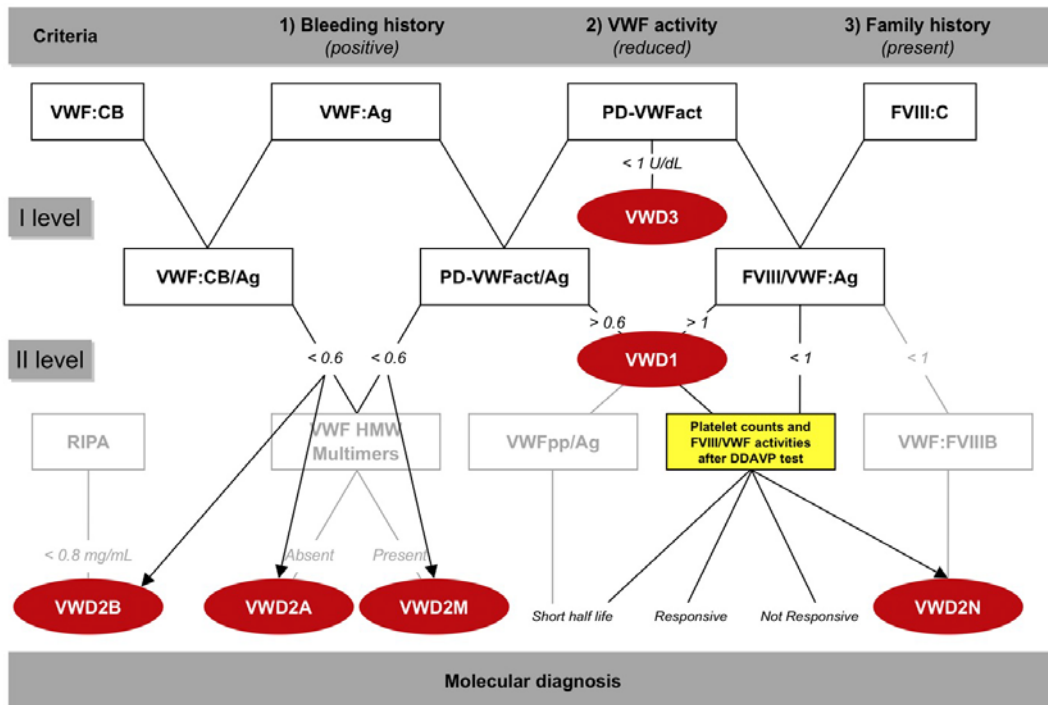 Criteria
1) Bleeding history
(positive)
2) VWF activity
(reduced)
3) Family history
(present)
VWF:CB
VWF:Ag
PD-VWFact
FVIII:C
< 1 U/dL
I level
VWD3
VWF:CB/Ag
PD-VWFact/Ag
FVIII/VWF:Ag
> 0.6
> 1
II level
< 0.6
< 0.6
VWD1
< 1
< 1
RIPA
VWF HMW
Multimers
VWFpp/Ag
Platelet counts and
FVIII/VWF activities
after DDAVP test
VWF:FVIIIB
< 0.8 mg/mL
Absent
Present
VWD2B
VWD2A
VWD2M
Short half life
Responsive
Not Responsive
VWD2N
Molecular diagnosis